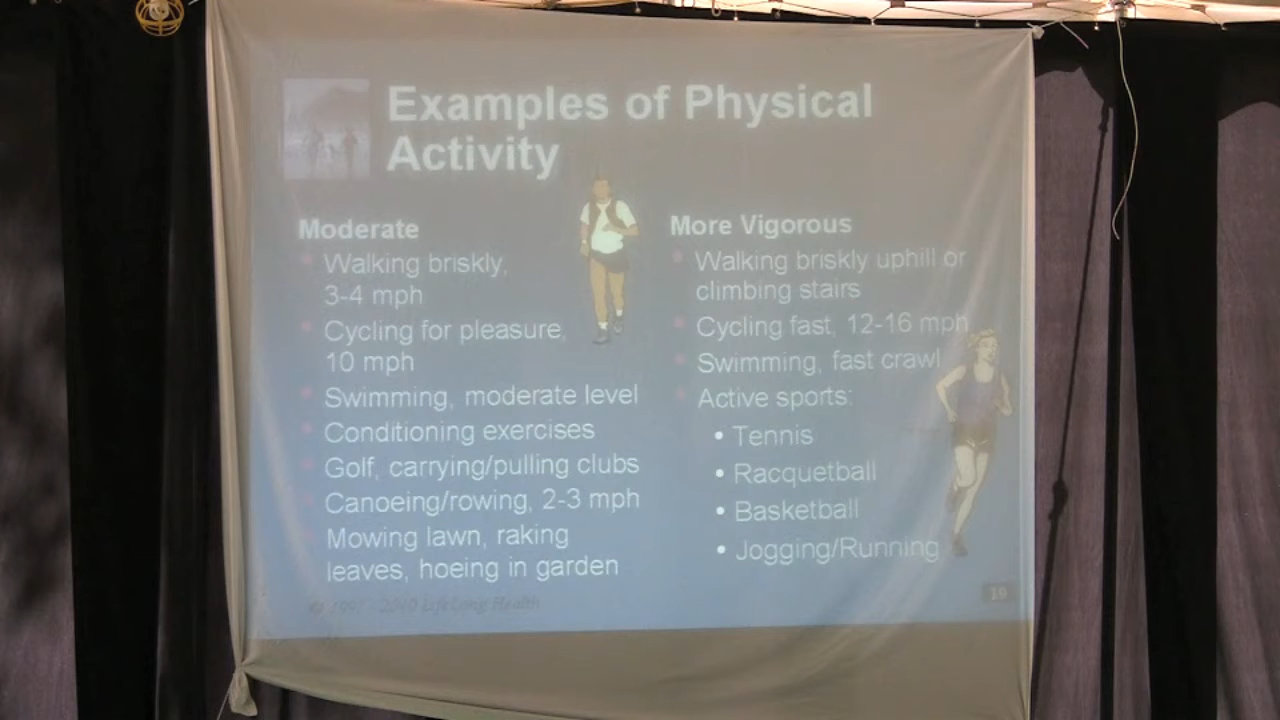 Examples of Physical
Activity
Moderate
Walking briskly,
3-4 mph
Cycling for pleasure,
10 mph
Swimming, moderate level
Conditioning exercises
Golf, carrying/pulling clubs
Canoeing/rowing, 2-3 mph
Mowing lawn, raking
leaves, hoeing in garden
More Vigorous
Walking briskly uphill or
climbing stairs
Cycling fast, 12-16 mph
Swimming, fast crawl
Active sports:
• Tennis
• Racquetball
• Basketball
• Jogging/Running
LifeLong Health
19